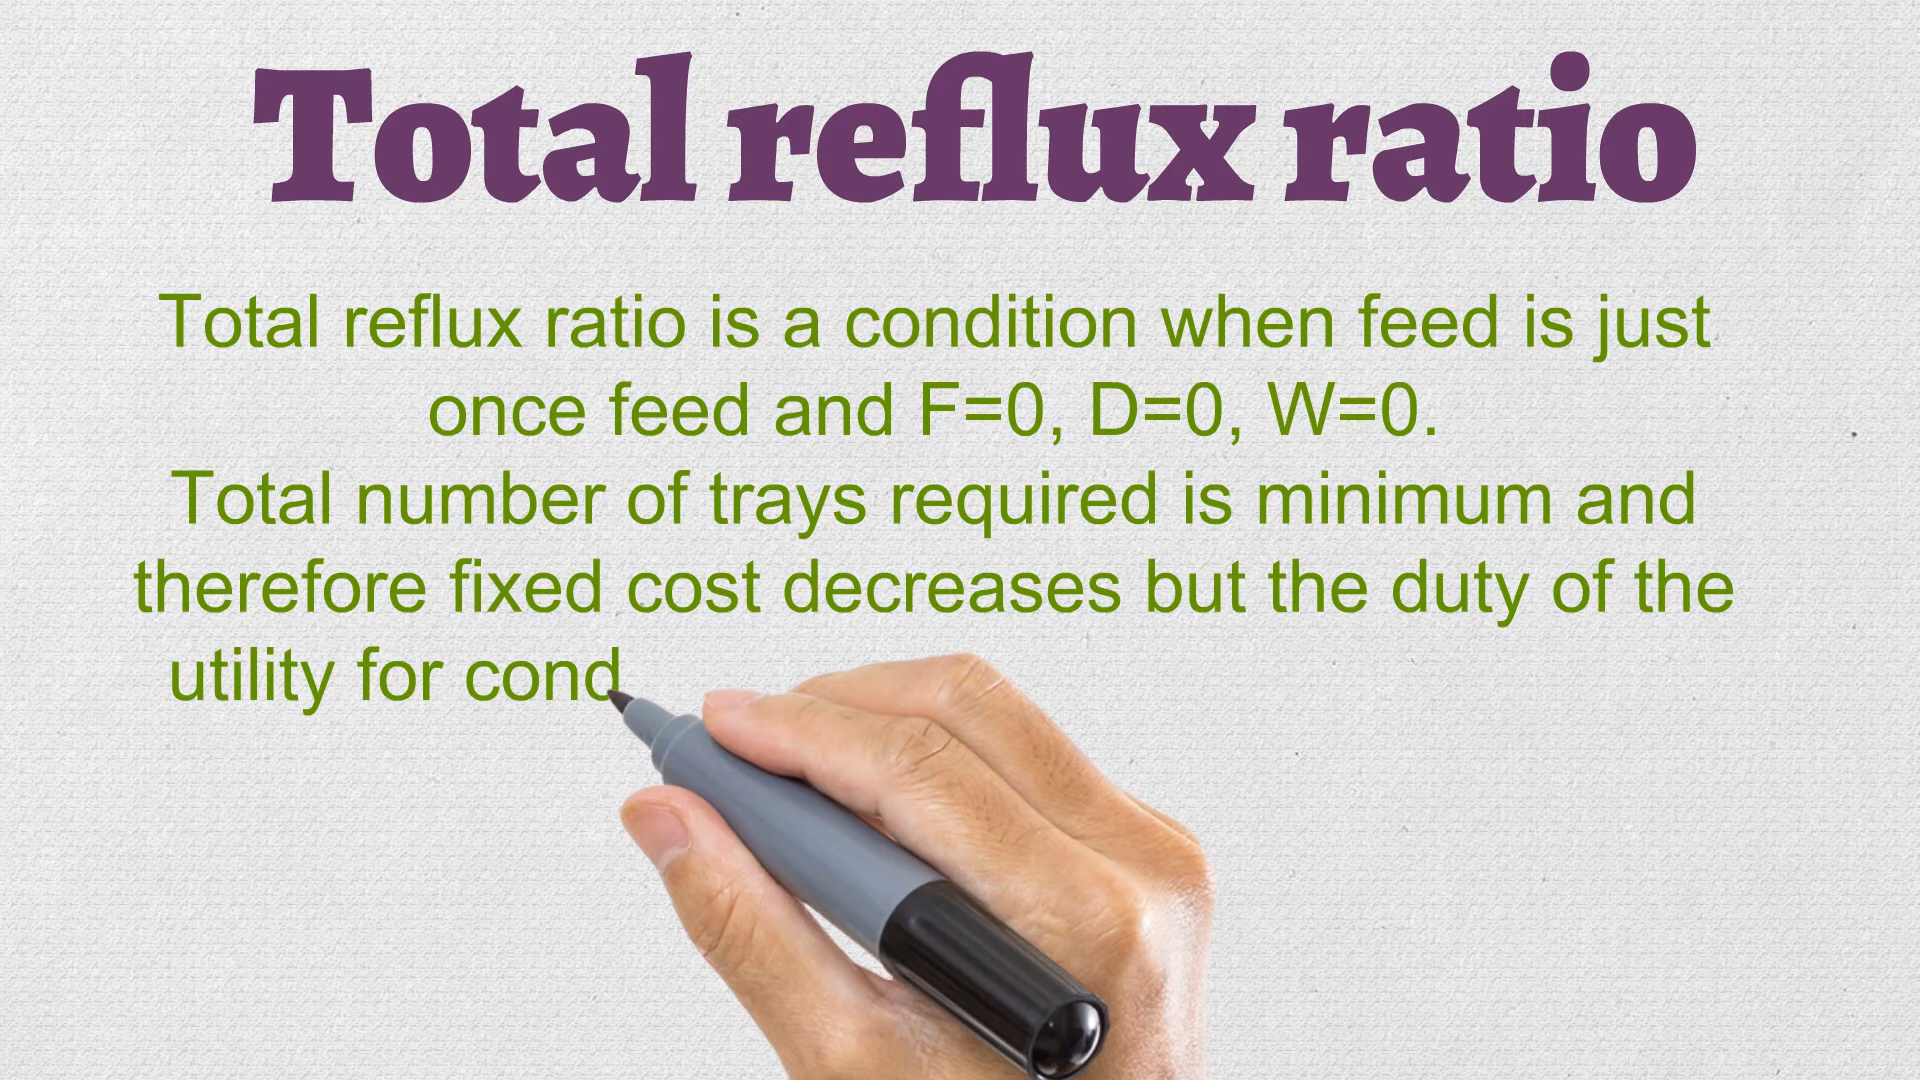 Total reflux ratio
Total reflux ratio is a condition when feed is just
once feed and F=0, D=0, W=0.
Total number of trays required is minimum and
therefore fixed cost decreases but the duty of the
utility for cond